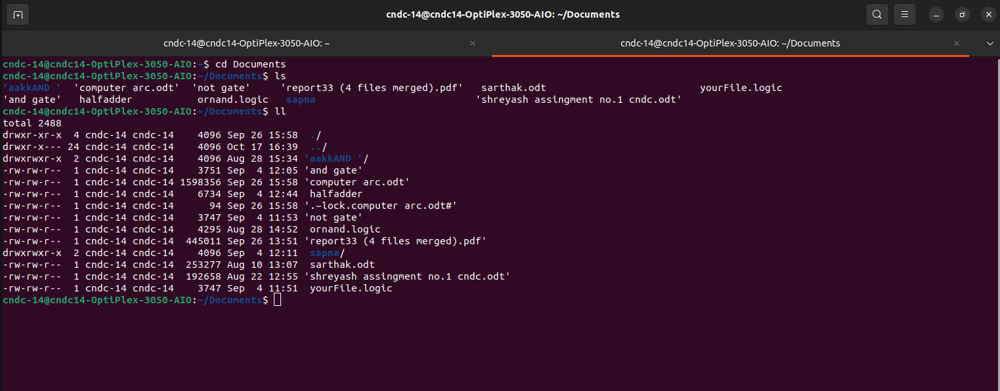 cndc-14@cndc14-OptiPlex-3050-AIO: ~/Documents
cndc-14@cndc14-OptiPlex-3050-AIO: ~
cndc-14@cndc14-OptiPlex-3050-AIO: ~/Documents
cndc-14@cndc14-OptiPlex-3050-AIO:~$ cd Documents
cndc-14@cndc14-OptiPlex-3050-AIO:~/Documents$ ls
'aakkAND ' 'computer arc.odt' 'not gate' 'report33 (4 files merged).pdf' sarthak.odt yourFile.logic
'and gate' halfadder ornand.logic sapna 'shreyash assingment no.1 cndc.odt'
cndc-14@cndc14-OptiPlex-3050-AIO:~/Documents$ ll
total 2488
drwxr-xr-x 4 cndc-14 cndc-14 4096 Sep 26 15:58 ./
drwxr-x--- 24 cndc-14 cndc-14 4096 Oct 17 16:39 ../
drwxrwxr-x 2 cndc-14 cndc-14 4096 Aug 28 15:34 'aakkAND '/
-rw-rw-r-- 1 cndc-14 cndc-14 3751 Sep 4 12:05 'and gate'
-rw-rw-r-- 1 cndc-14 cndc-14 1598356 Sep 26 15:58 'computer arc.odt'
-rw-rw-r-- 1 cndc-14 cndc-14 6734 Sep 4 12:44 halfadder
-rw-rw-r-- 1 cndc-14 cndc-14 94 Sep 26 15:58 '.~lock.computer arc.odt#'
-rw-rw-r-- 1 cndc-14 cndc-14 3747 Sep 4 11:53 'not gate'
-rw-rw-r-- 1 cndc-14 cndc-14 4295 Aug 28 14:52 ornand.logic
-rw-rw-r-- 1 cndc-14 cndc-14 445011 Sep 26 13:51 'report33 (4 files merged).pdf'
drwxrwxr-x 2 cndc-14 cndc-14 4096 Sep 4 12:11 sapna/
-rw-rw-r-- 1 cndc-14 cndc-14 253277 Aug 10 13:07 sarthak.odt
-rw-rw-r-- 1 cndc-14 cndc-14 192658 Aug 22 12:55 'shreyash assingment no.1 cndc.odt'
-rw-rw-r-- 1 cndc-14 cndc-14 3747 Sep 4 11:51 yourFile.logic
cndc-14@cndc14-OptiPlex-3050-AIO:~/Documents$